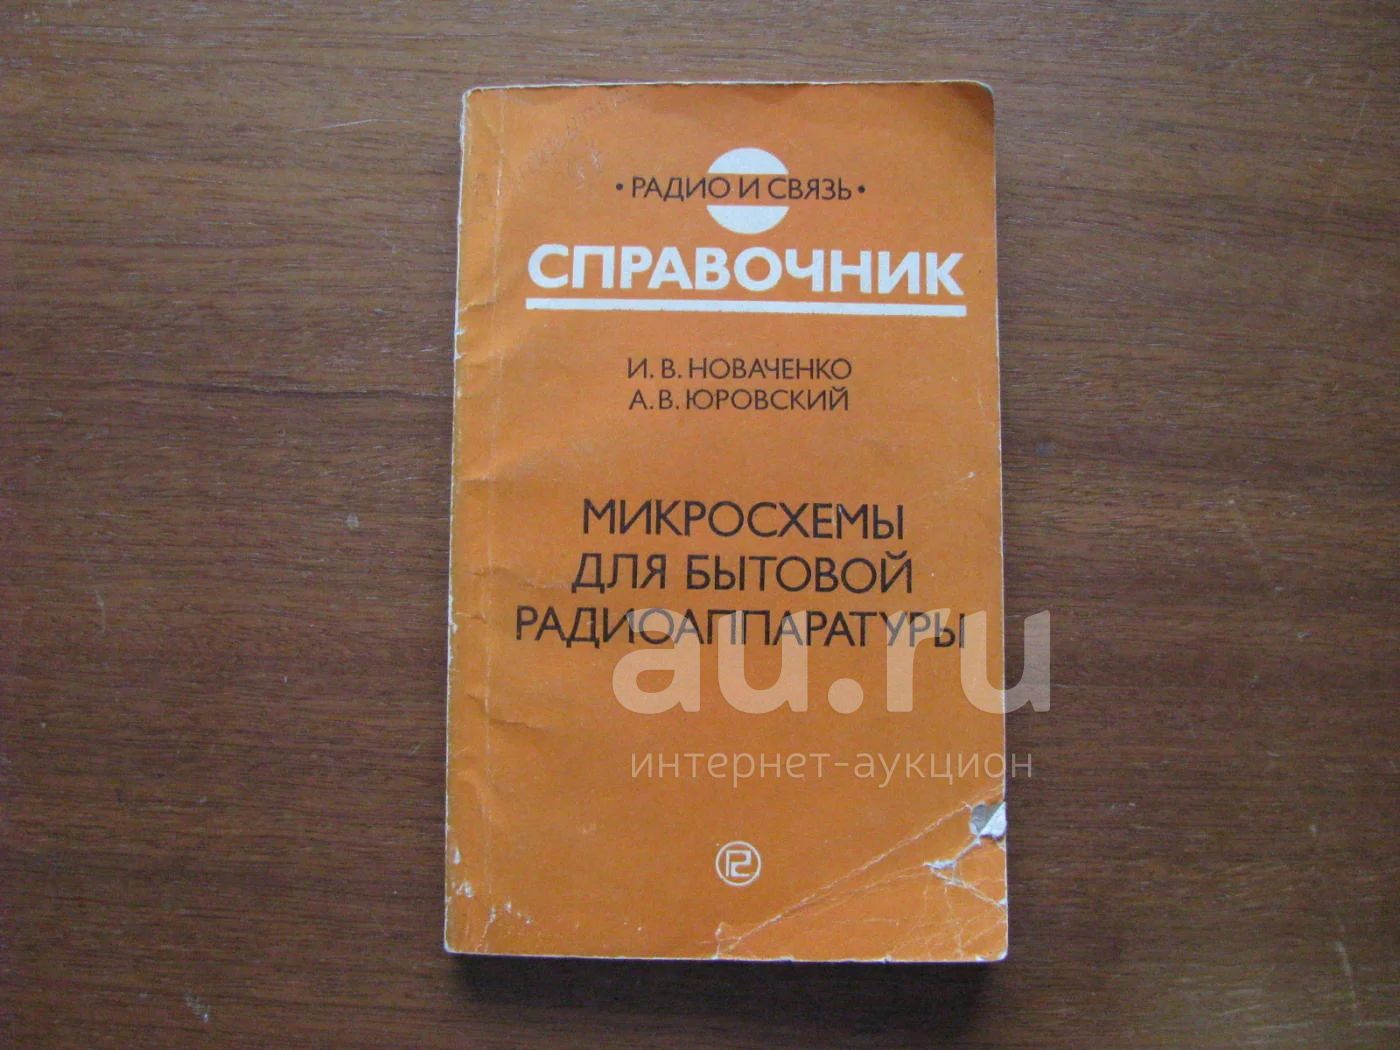 • РАДИО И СВЯЗЬ •
СПРАВОЧНИК
И. В. НОВАЧЕНКО
А. В. ЮРОВСКИЙ
МИКРОСХЕМЫ
ДЛЯ БЫТОВОЙ
РАДИОАППАРАТУРЫ
au.ru
интернет-аукцион